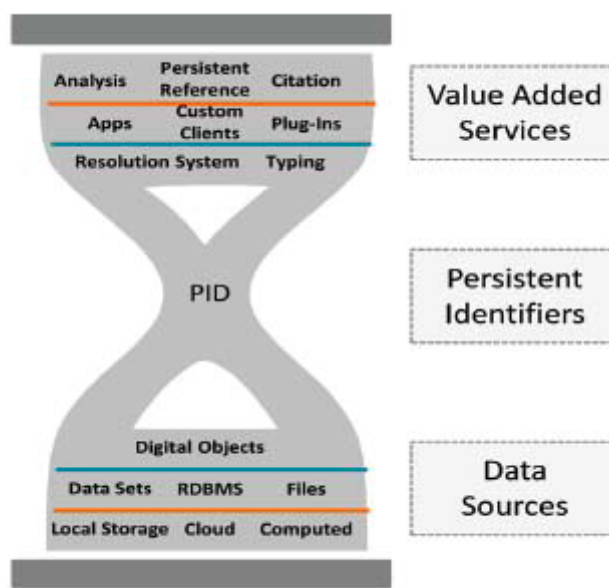 Analysis Persistent Reference Citation
Apps Custom Clients Plug-Ins
Resolution System Typing
Value Added
Services
PID
Persistent
Identifiers
Digital Objects
Data Sets RDBMS Files
Local Storage Cloud Computed
Data
Sources